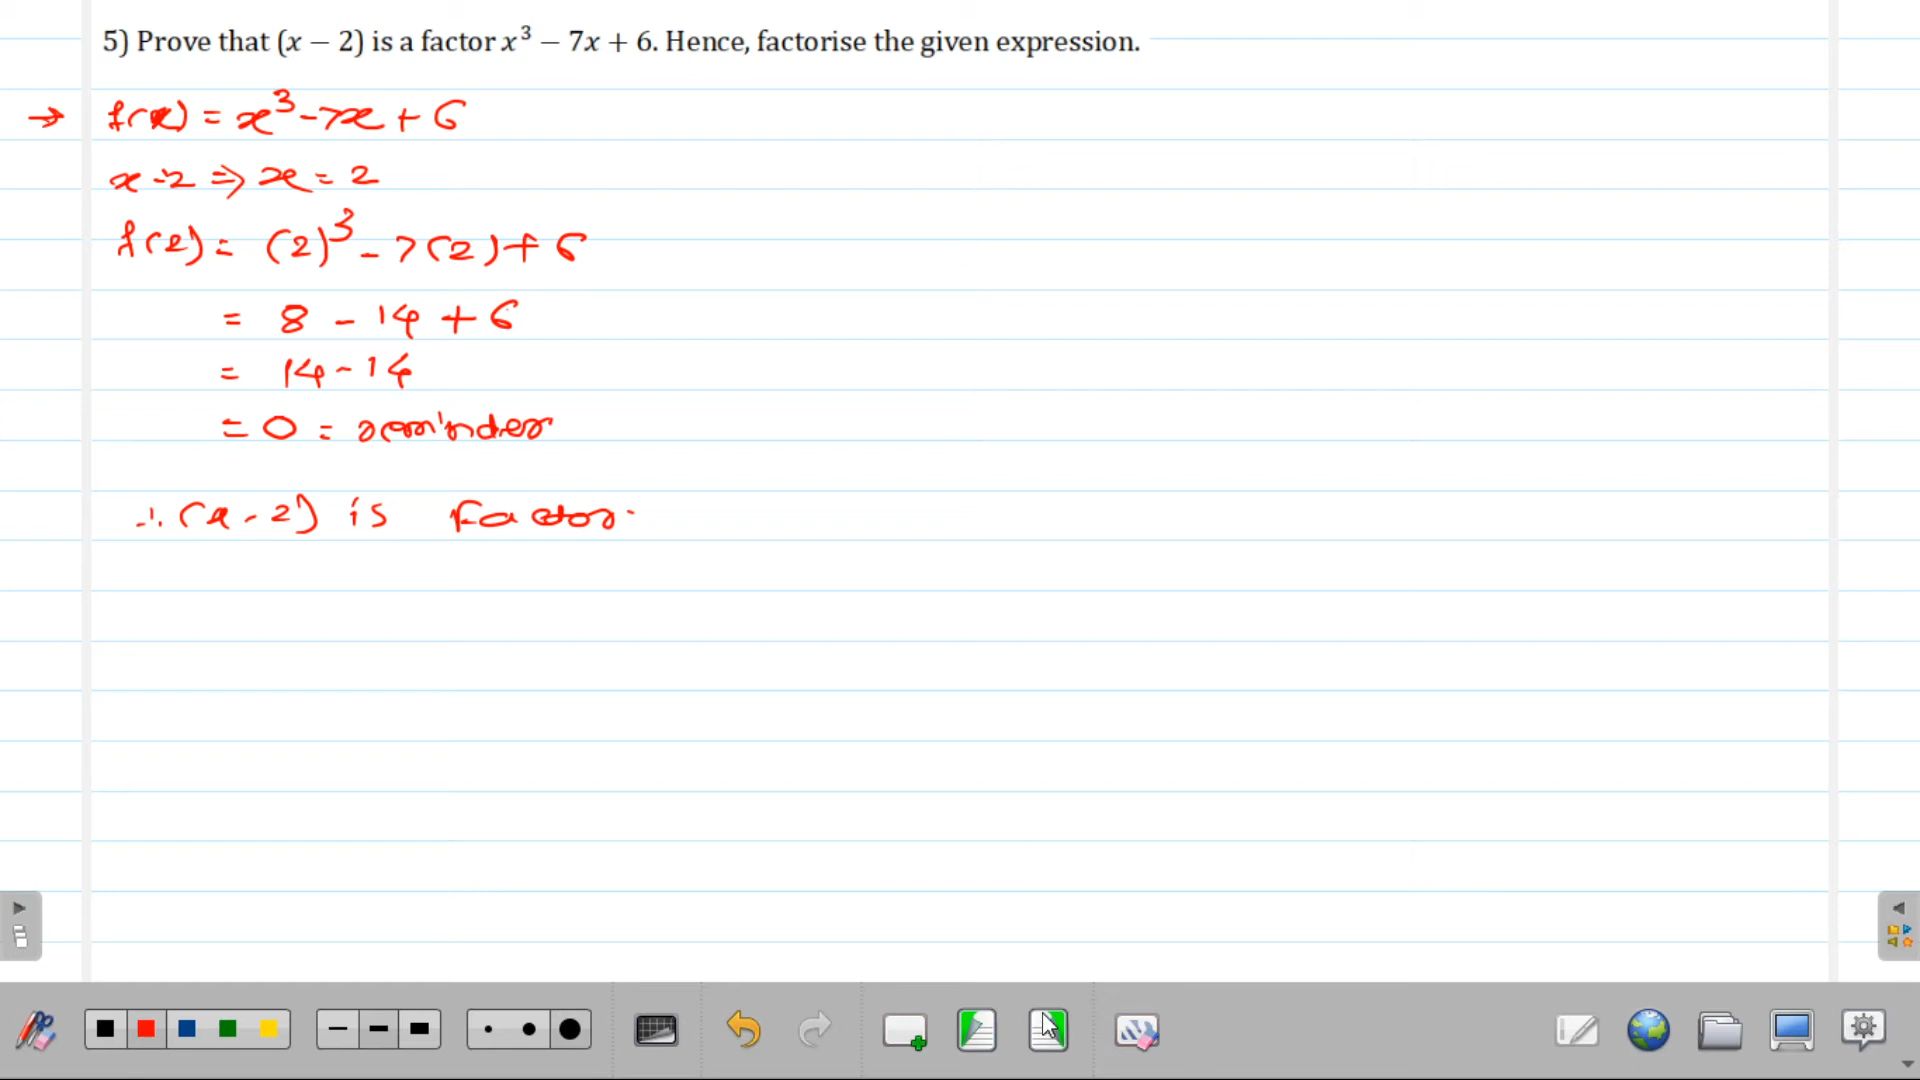 5) Prove that (x − 2) is a factor x³ − 7x + 6. Hence, factorise the given expression.
→ f(x) = x³ - 7x + 6
x - 2 ⇒ x = 2
f(2) = (2)³ - 7(2) + 6
= 8 - 14 + 6
= 14 - 14
= 0 = reminder
∴ (x - 2) is Factor.